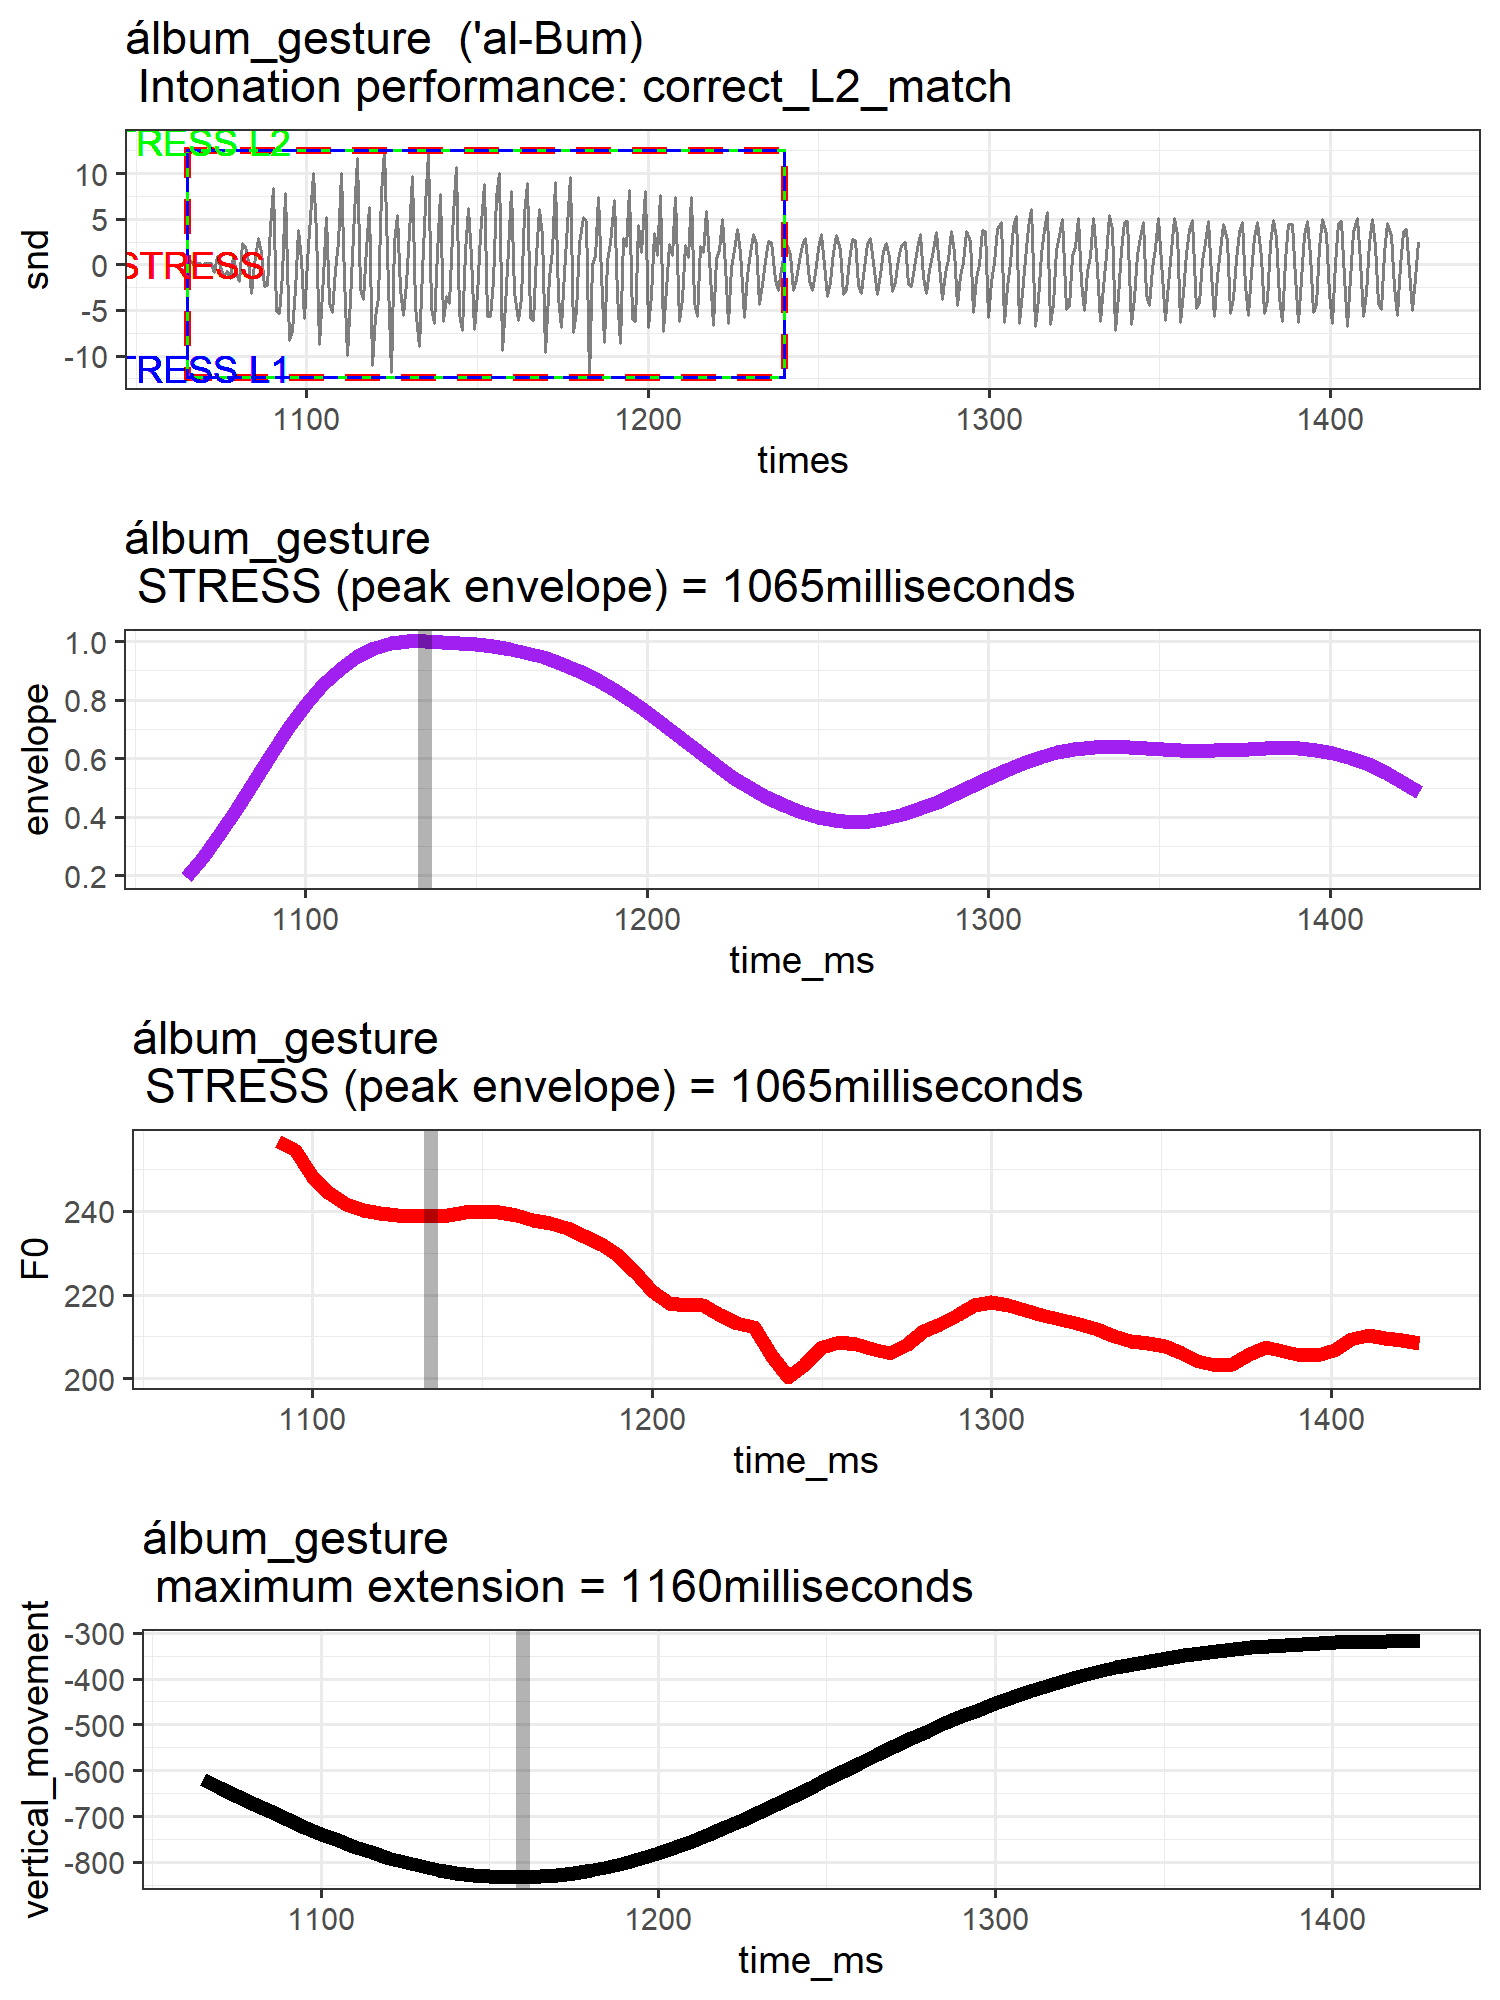 álbum_gesture  ('al-Bum)
Intonation performance: correct_L2_match
RESS L2
10
5
0
-5
-10
snd
STRESS
RESS L1
1100 1200 1300 1400
times
álbum_gesture
STRESS (peak envelope) = 1065milliseconds
1.0
0.8
0.6
0.4
0.2
envelope
1100 1200 1300 1400
time_ms
álbum_gesture
STRESS (peak envelope) = 1065milliseconds
240
220
200
F0
1100 1200 1300 1400
time_ms
álbum_gesture
maximum extension = 1160milliseconds
-300
-400
-500
-600
-700
-800
vertical_movement
1100 1200 1300 1400
time_ms